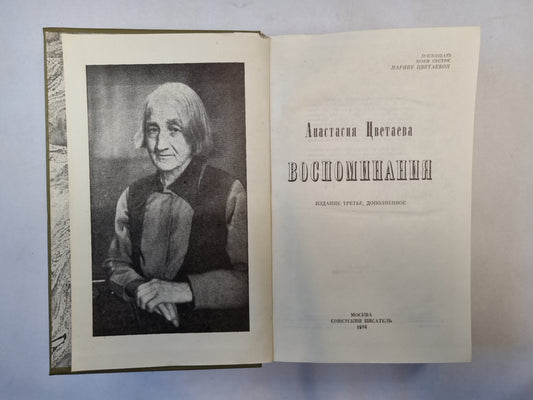 ПОСВЯЩАЮ
МОЕЙ СЕСТРЕ
МАРИНЕ ЦВЕТАЕВОЙ
Анастасия Цветаева
ВОСПОМИНАНИЯ
ИЗДАНИЕ ТРЕТЬЕ, ДОПОЛНЕННОЕ
МОСКВА
СОВЕТСКИЙ ПИСАТЕЛЬ